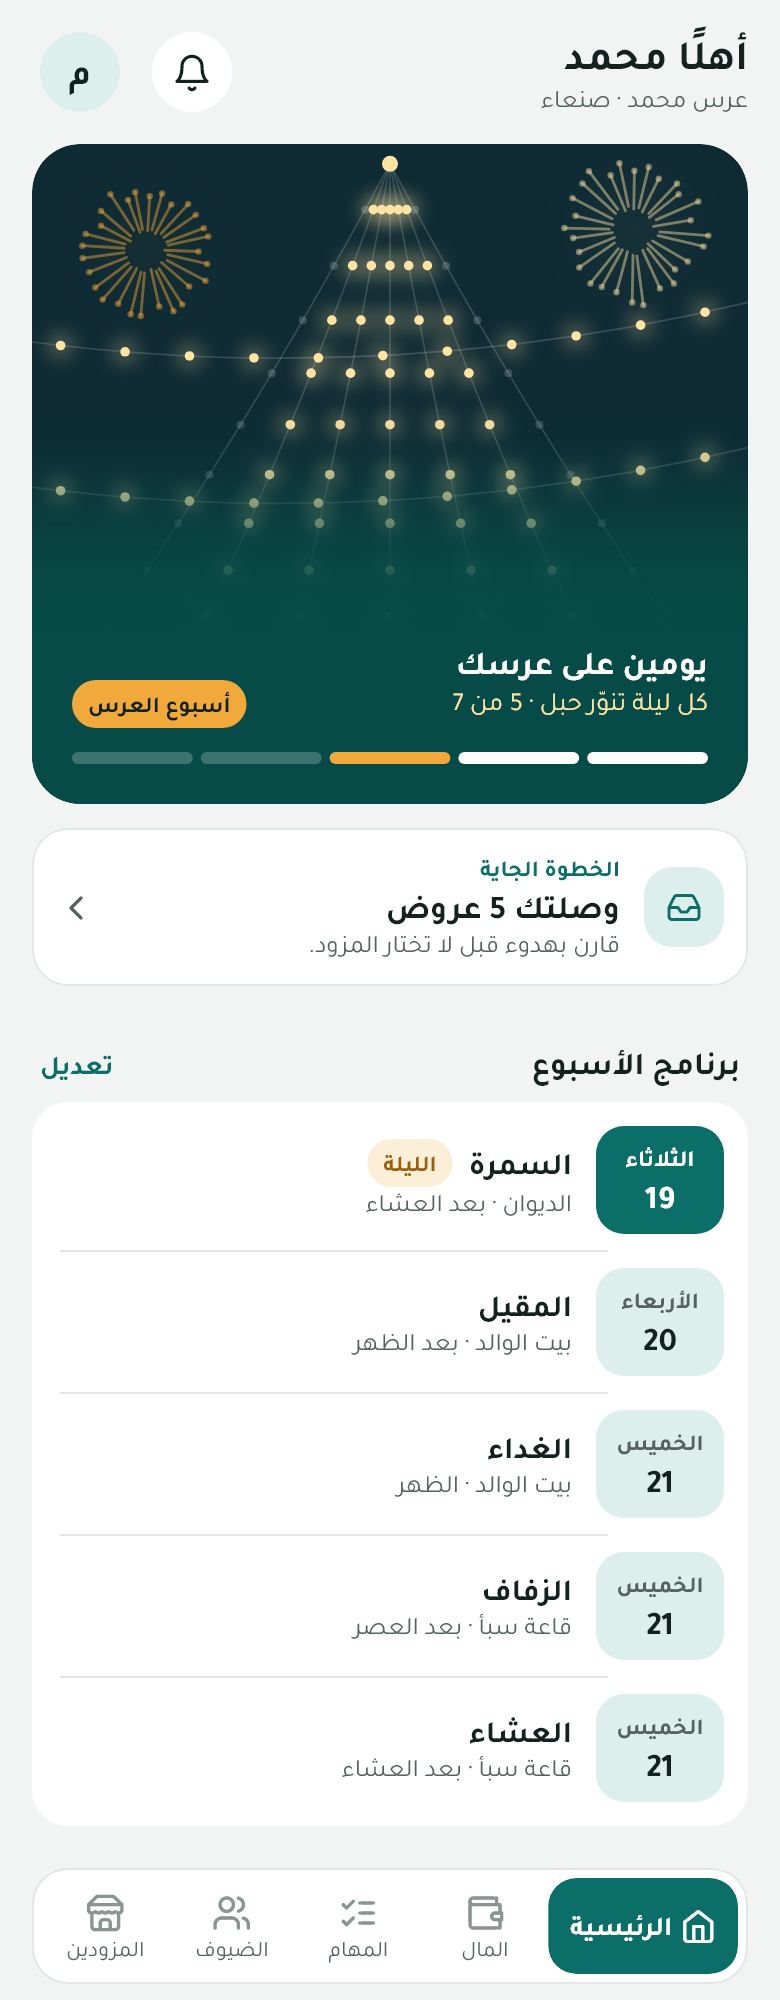 أهلًا محمد
عرس محمد · صنعاء
م
يومين على عرسك
كل ليلة تنوّر حبل · 5 من 7
أسبوع العرس
الخطوة الجاية
وصلتك 5 عروض
قارن بهدوء قبل لا تختار المزود.
برنامج الأسبوع
تعديل
الثلاثاء
19
السمرة
الليلة
الديوان · بعد العشاء
الأربعاء
20
المقيل
بيت الوالد · بعد الظهر
الخميس
21
الغداء
بيت الوالد · الظهر
الخميس
21
الزفاف
قاعة سبأ · بعد العصر
الخميس
21
العشاء
قاعة سبأ · بعد العشاء
الرئيسية
المال
المهام
الضيوف
المزودين